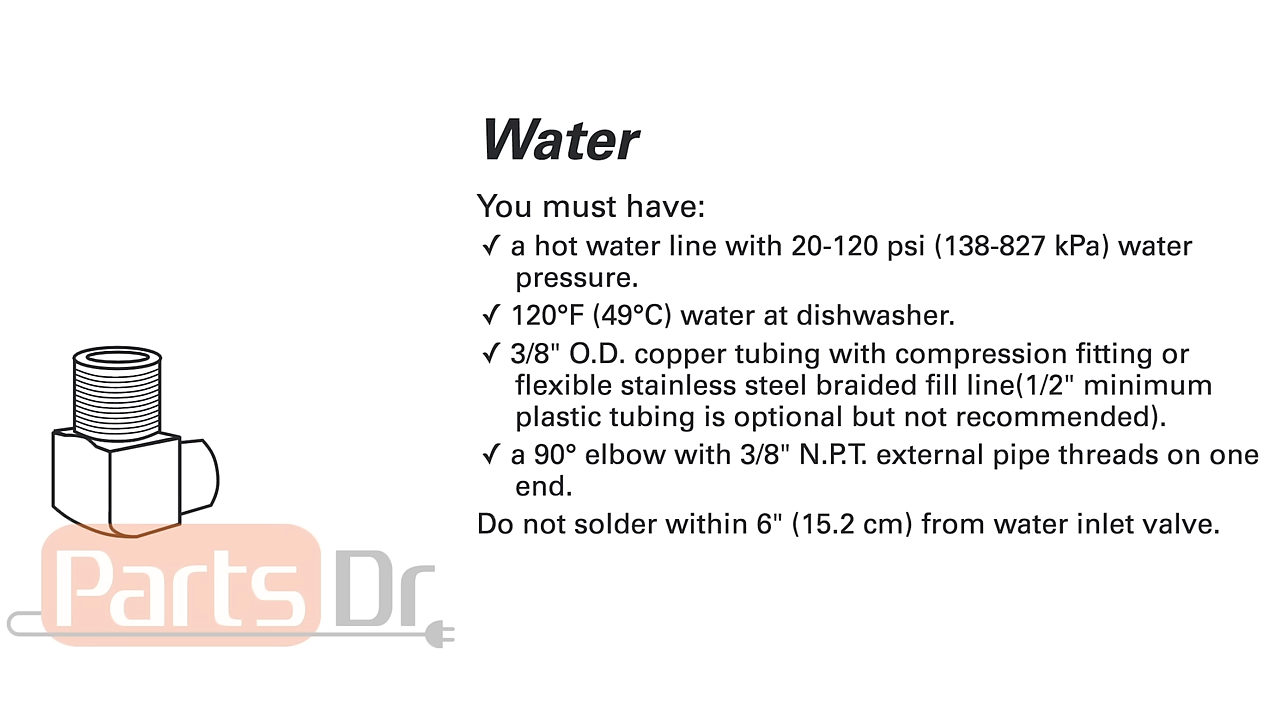 Water
You must have:
✓ a hot water line with 20-120 psi (138-827 kPa) water
pressure.
✓ 120°F (49°C) water at dishwasher.
✓ 3/8" O.D. copper tubing with compression fitting or
flexible stainless steel braided fill line(1/2" minimum
plastic tubing is optional but not recommended).
✓ a 90° elbow with 3/8" N.P.T. external pipe threads on one
end.
Do not solder within 6" (15.2 cm) from water inlet valve.
Parts Dr